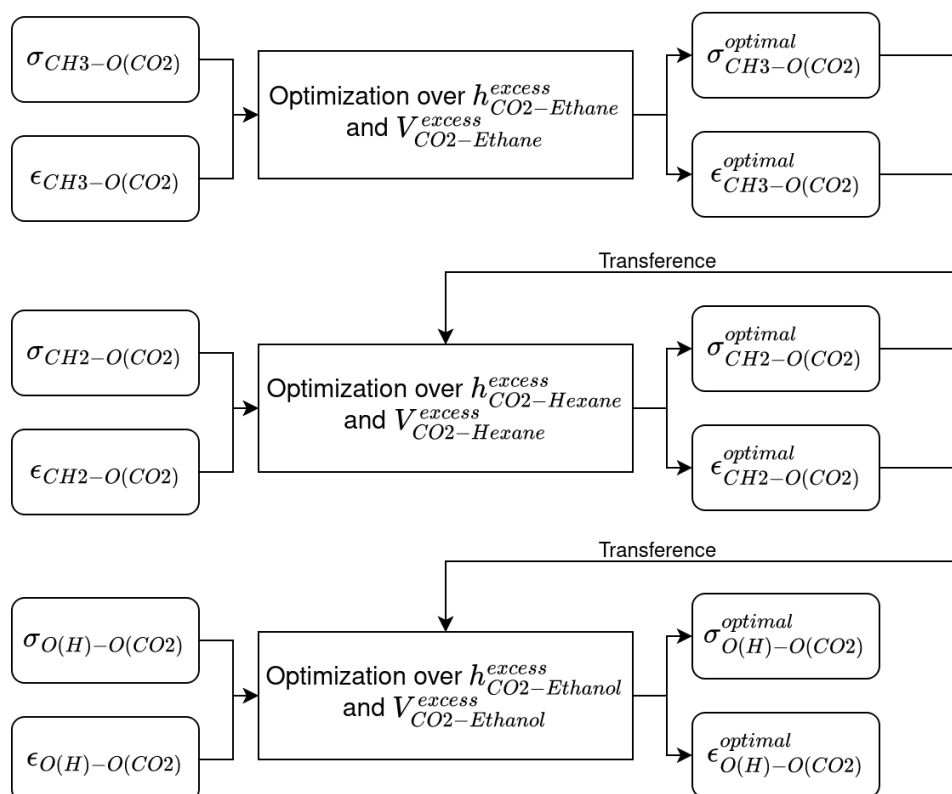 σ_{CH3−O(CO2)}
ϵ_{CH3−O(CO2)}
Optimization over h^{excess}_{CO2−Ethane}
and V^{excess}_{CO2−Ethane}
σ^{optimal}_{CH3−O(CO2)}
ϵ^{optimal}_{CH3−O(CO2)}
Transference
σ_{CH2−O(CO2)}
ϵ_{CH2−O(CO2)}
Optimization over h^{excess}_{CO2−Hexane}
and V^{excess}_{CO2−Hexane}
σ^{optimal}_{CH2−O(CO2)}
ϵ^{optimal}_{CH2−O(CO2)}
Transference
σ_{O(H)−O(CO2)}
ϵ_{O(H)−O(CO2)}
Optimization over h^{excess}_{CO2−Ethanol}
and V^{excess}_{CO2−Ethanol}
σ^{optimal}_{O(H)−O(CO2)}
ϵ^{optimal}_{O(H)−O(CO2)}